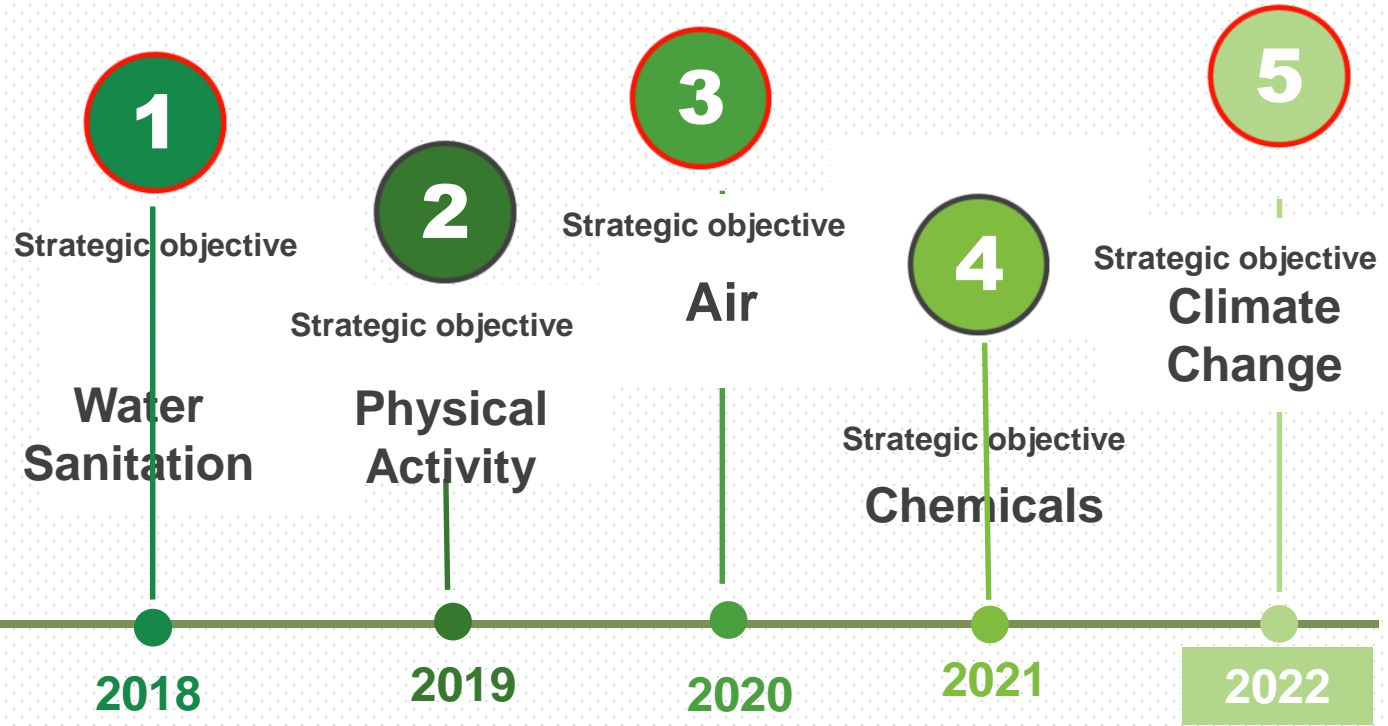 1
Strategic objective
Water
Sanitation
2018
2
Strategic objective
Physical
Activity
2019
3
Strategic objective
Air
2020
4
Strategic objective
Chemicals
2021
5
Strategic objective
Climate
Change
2022